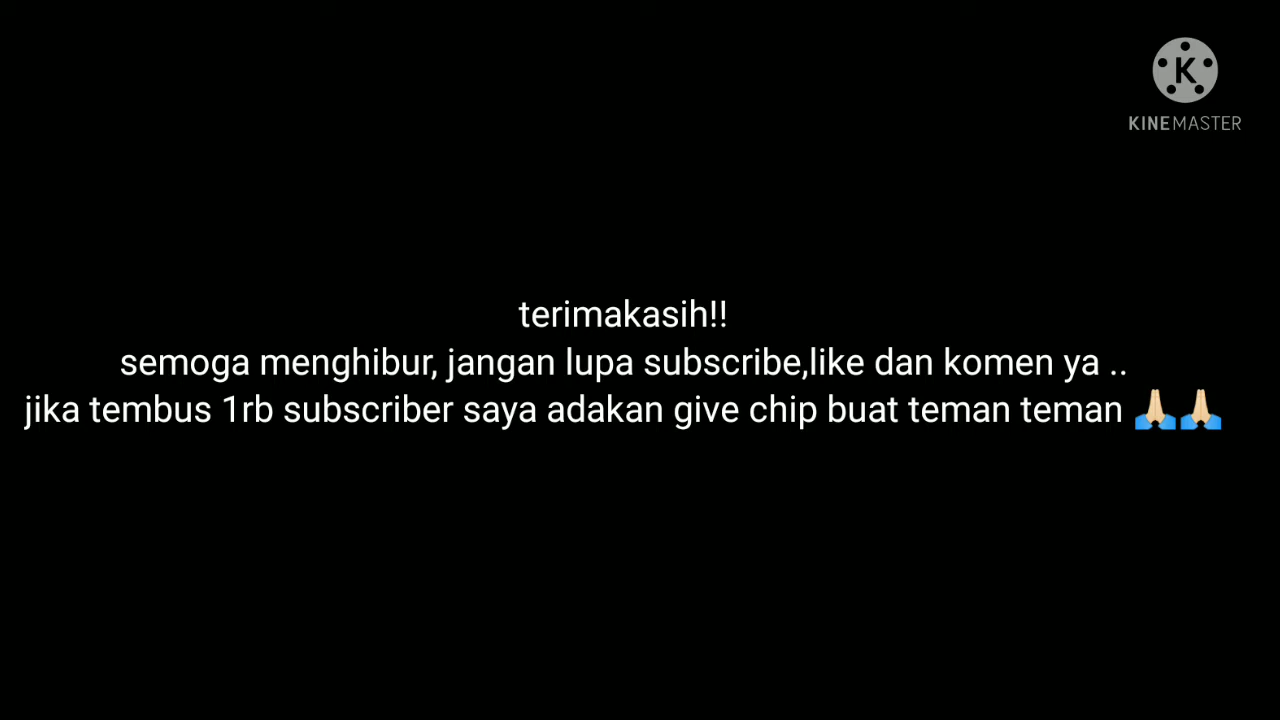 K
KINEMASTER
terimakasih!!
semoga menghibur, jangan lupa subscribe,like dan komen ya ..
jika tembus 1rb subscriber saya adakan give chip buat teman teman 🙏🏼🙏🏼